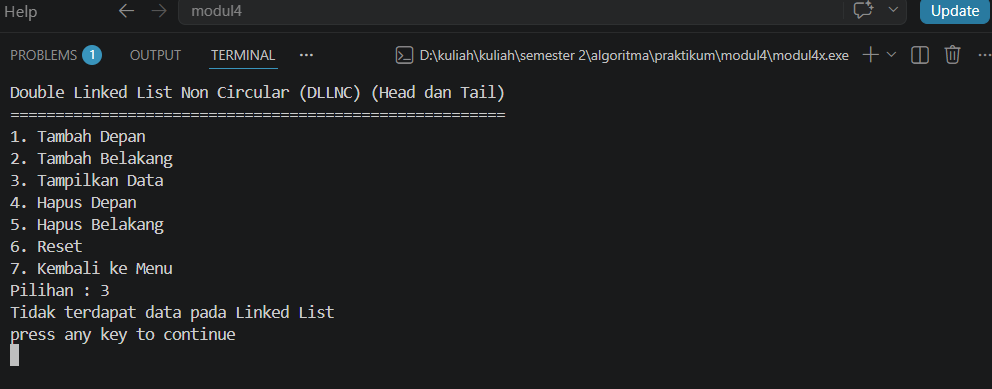 Help modul4 Update
PROBLEMS 1 OUTPUT TERMINAL ··· D:\kuliah\kuliah\semester 2\algoritma\praktikum\modul4\modul4x.exe
Double Linked List Non Circular (DLLNC) (Head dan Tail)
=======================================================
1. Tambah Depan
2. Tambah Belakang
3. Tampilkan Data
4. Hapus Depan
5. Hapus Belakang
6. Reset
7. Kembali ke Menu
Pilihan : 3
Tidak terdapat data pada Linked List
press any key to continue